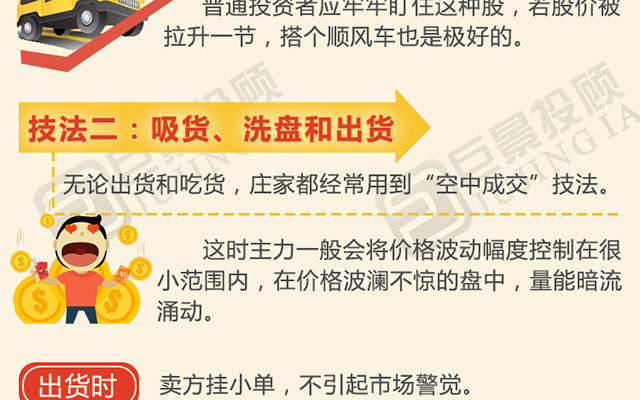 普通投资者应牢牢盯住这种股，若股价被
拉升一节，搭个顺风车也是极好的。
技法二：吸货、洗盘和出货
无论出货和吃货，庄家都经常用到“空中成交”技法。
这时主力一般会将价格波动幅度控制在很
小范围内，在价格波澜不惊的盘中，量能暗流
涌动。
出货时
卖方挂小单，不引起市场警觉。
巨景投顾
JUJING IA